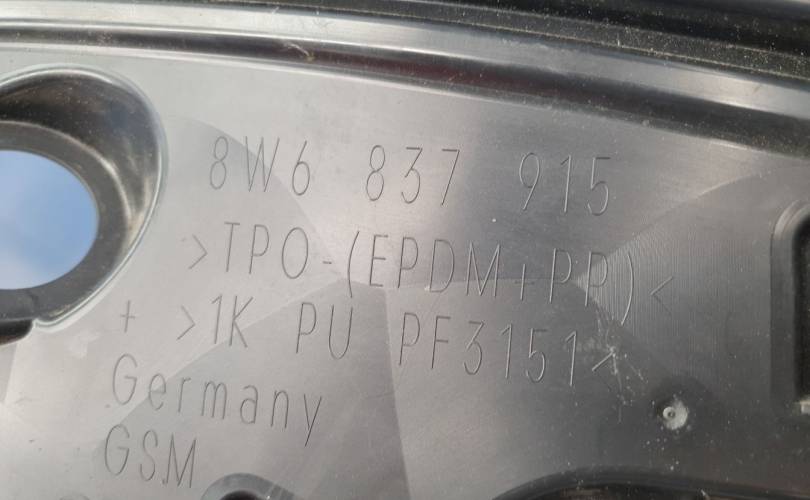 8W6 837 915
>TPO-(EPDM+PP)<
+ >1K PU PF3151<
Germany
GSM